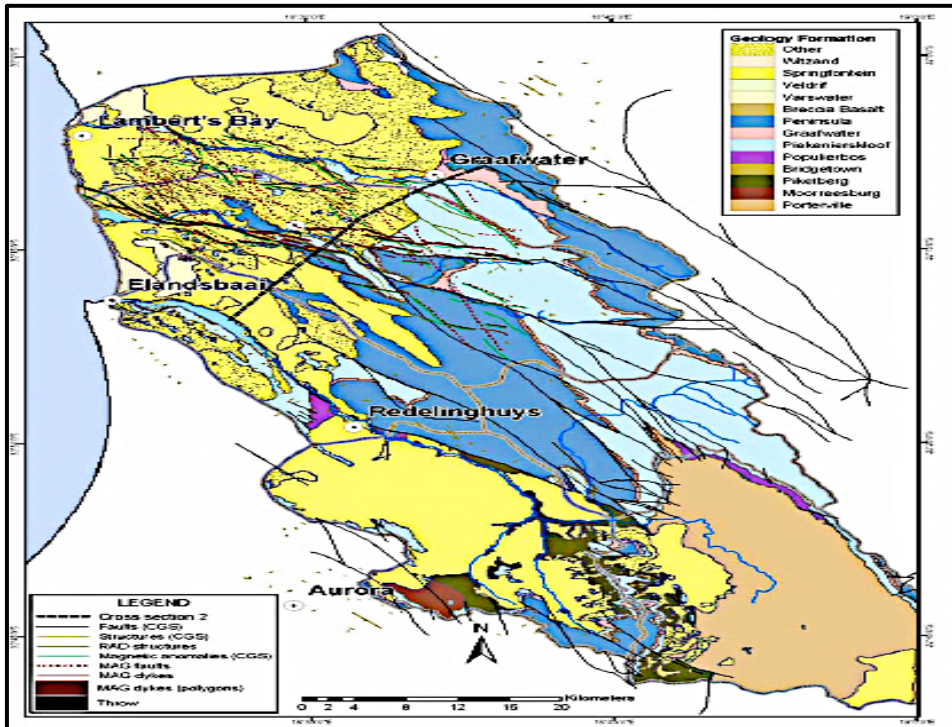 Geology Formation
Other
Witzand
Springfontein
Veldrif
Varswater
Breccia Basalt
Peninsula
Graafwater
Piekenierskloof
Populierbos
Bridgetown
Pikerberg
Moorreesburg
Porterville
Lambert's Bay
Graafwater
Elandsbaai
Redelinghuys
Aurora
N
LEGEND
Cross section 2
Faults (CGS)
Structures (CGS)
RAD structures
Magnetic anomalies (CGS)
MAG faults
MAG dykes
MAG dykes (polygons)
Throw
Kilometers
0 2 4 8 12 16 20